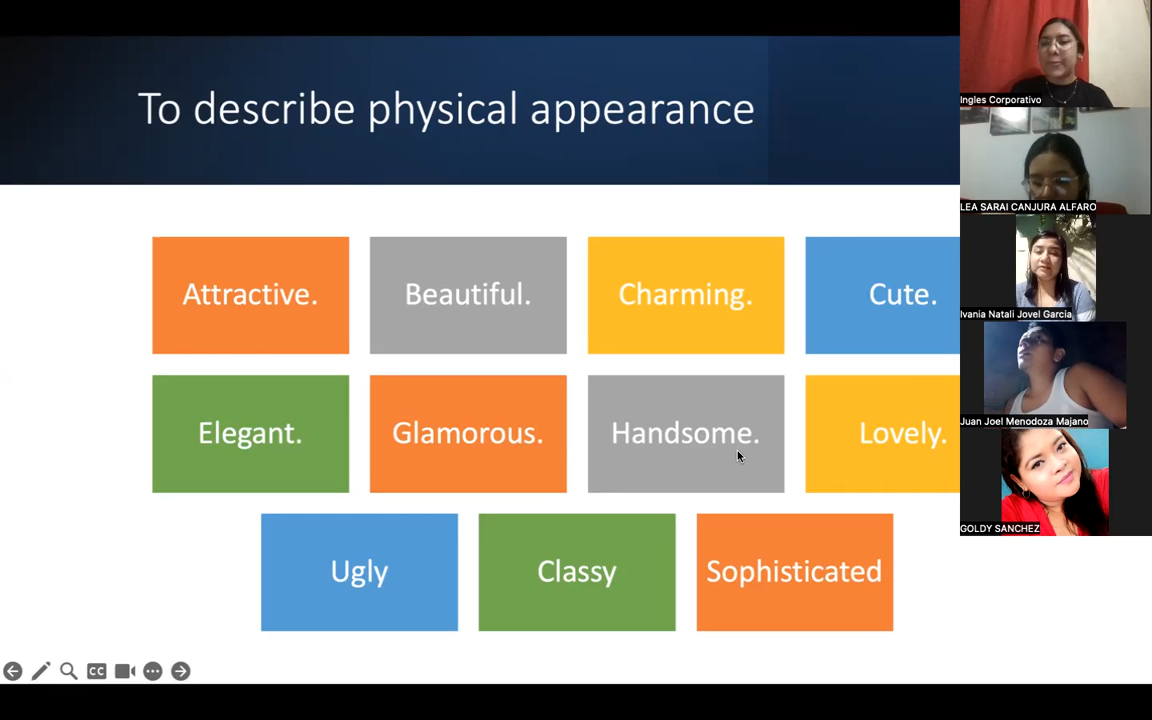 To describe physical appearance
Attractive.
Beautiful.
Charming.
Cute.
Elegant.
Glamorous.
Handsome.
Lovely.
Ugly
Classy
Sophisticated
CC
Ingles Corporativo
LEA SARAI CANJURA ALFARO
Ivania Natali Jovel Garcia
Juan Joel Menodoza Majano
GOLDY SANCHEZ